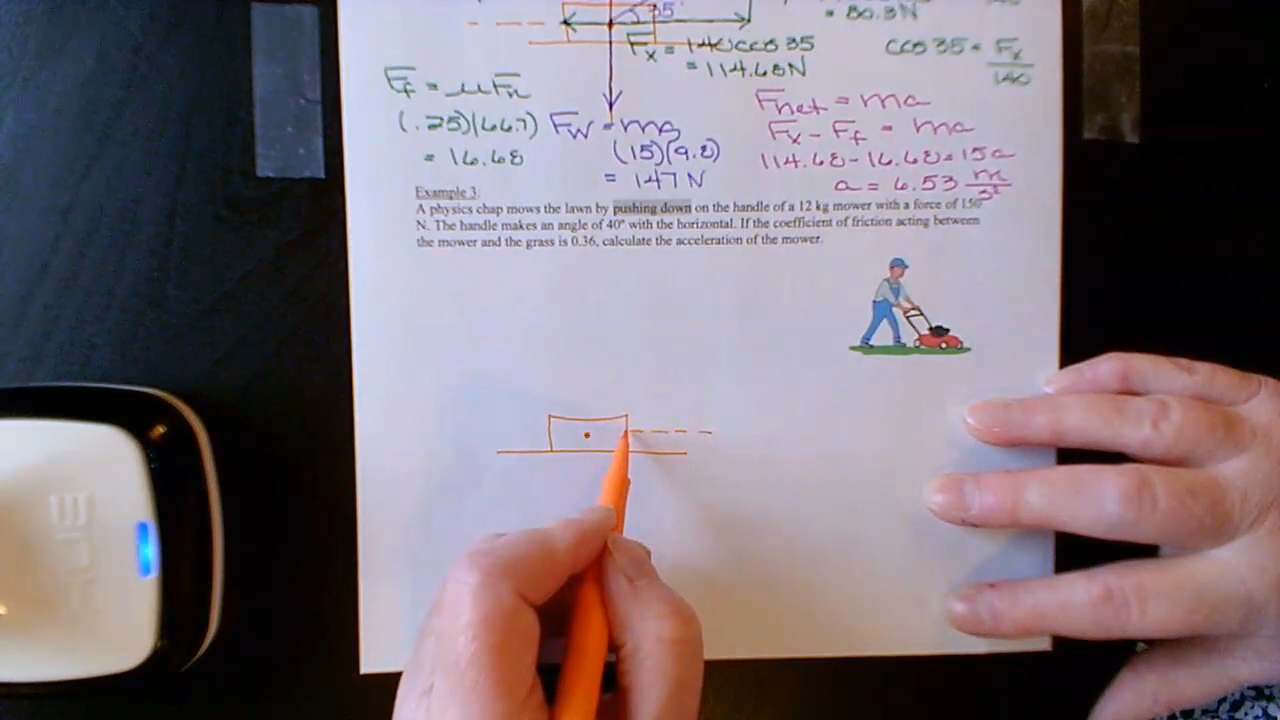 35°
= 80.3N
Fx = 140cos35
= 114.68N
cos35 = Fx
140
Ff = μFn
(.25)(66.7)
= 16.68
Fw = mg
(15)(9.8)
= 147N
Fnet = ma
Fx - Ff = ma
114.68 - 16.68 = 15a
a = 6.53 m/s²
Example 3:
A physics chap mows the lawn by pushing down on the handle of a 12 kg mower with a force of 150
N. The handle makes an angle of 40° with the horizontal. If the coefficient of friction acting between
the mower and the grass is 0.36, calculate the acceleration of the mower.